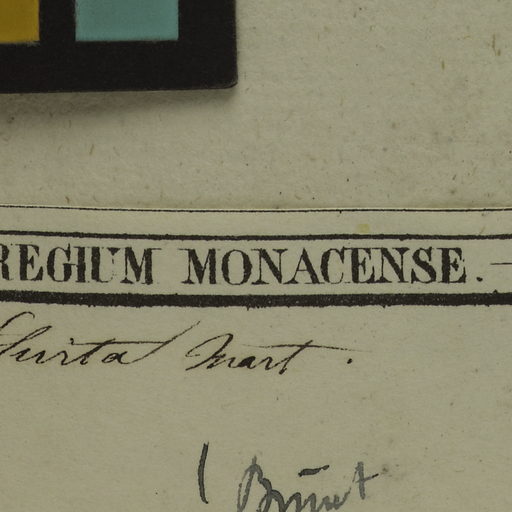 REGIUM MONACENSE. —
hirta Mart.